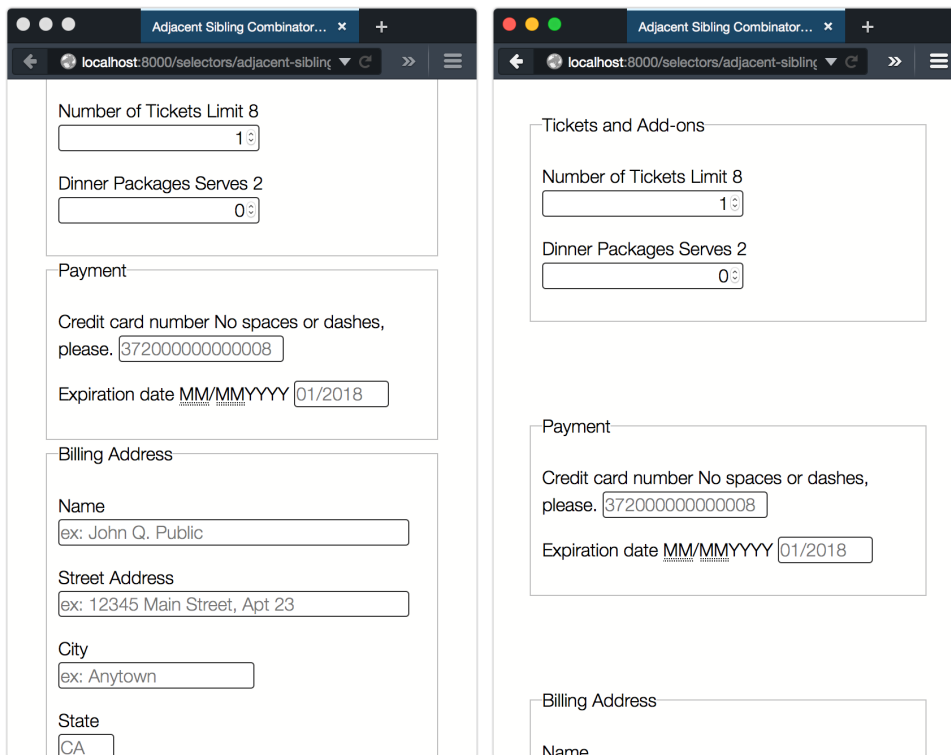 Adjacent Sibling Combinator... ×
+
localhost:8000/selectors/adjacent-sibling
»
Number of Tickets Limit 8
1
Dinner Packages Serves 2
0
Payment
Credit card number No spaces or dashes,
please. 372000000000008
Expiration date MM/MMYYYY 01/2018
Billing Address
Name
ex: John Q. Public
Street Address
ex: 12345 Main Street, Apt 23
City
ex: Anytown
State
CA
Adjacent Sibling Combinator... ×
+
localhost:8000/selectors/adjacent-sibling
»
Tickets and Add-ons
Number of Tickets Limit 8
1
Dinner Packages Serves 2
0
Payment
Credit card number No spaces or dashes,
please. 372000000000008
Expiration date MM/MMYYYY 01/2018
Billing Address
Name